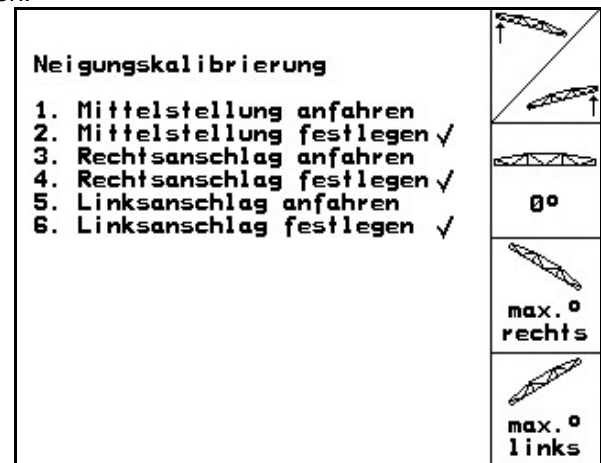 Neigungskalibrierung
1. Mittelstellung anfahren
2. Mittelstellung festlegen ✓
3. Rechtsanschlag anfahren
4. Rechtsanschlag festlegen ✓
5. Linksanschlag anfahren
6. Linksanschlag festlegen ✓
0°
max.°
rechts
max.°
links